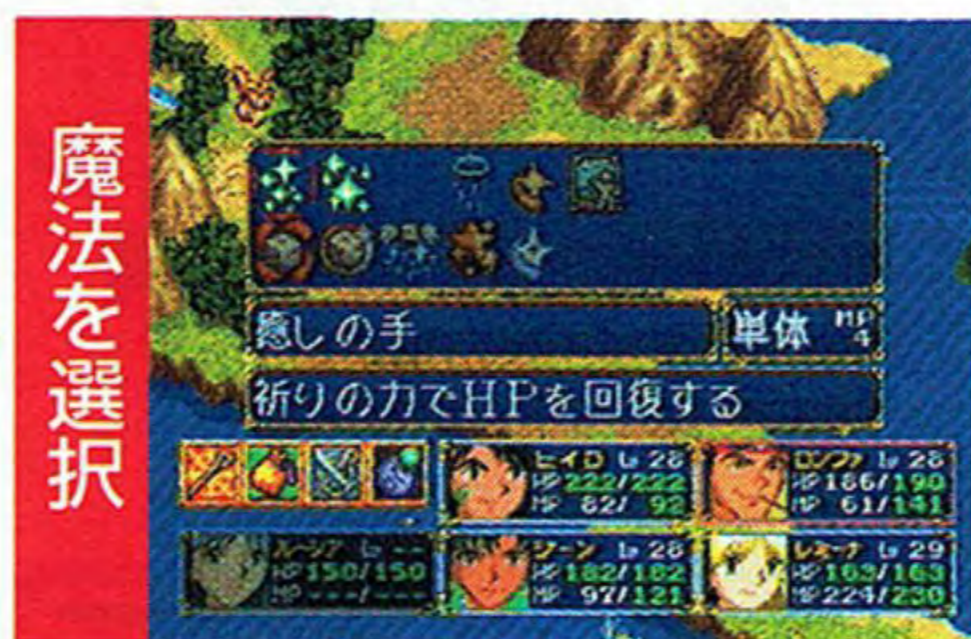 魔法を選択
癒しの手
単体 MP 4
祈りの力でHPを回復する
ヒイロ Lv 28
HP 222/222
MP 82/ 92
ロンファ Lv 28
HP 186/190
MP 61/141
ルーシア Lv --
HP 150/150
MP ---/---
ジーン Lv 28
HP 182/182
MP 97/121
レミーナ Lv 29
HP 163/163
MP 224/230